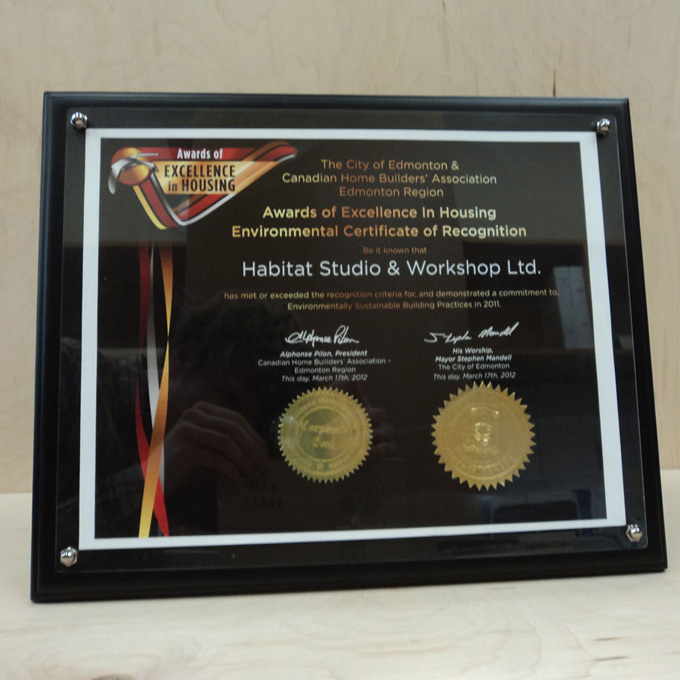 Awards of
EXCELLENCE
in HOUSING
The City of Edmonton &
Canadian Home Builders' Association
Edmonton Region
Awards of Excellence In Housing
Environmental Certificate of Recognition
Be it known that
Habitat Studio & Workshop Ltd.
has met or exceeded the recognition criteria for, and demonstrated a commitment to,
Environmentally Sustainable Building Practices in 2011.
Alphonse Pilon, President
Canadian Home Builders' Association -
Edmonton Region
This day, March 17th, 2012
His Worship,
Mayor Stephen Mandell
The City of Edmonton
This day, March 17th, 2012